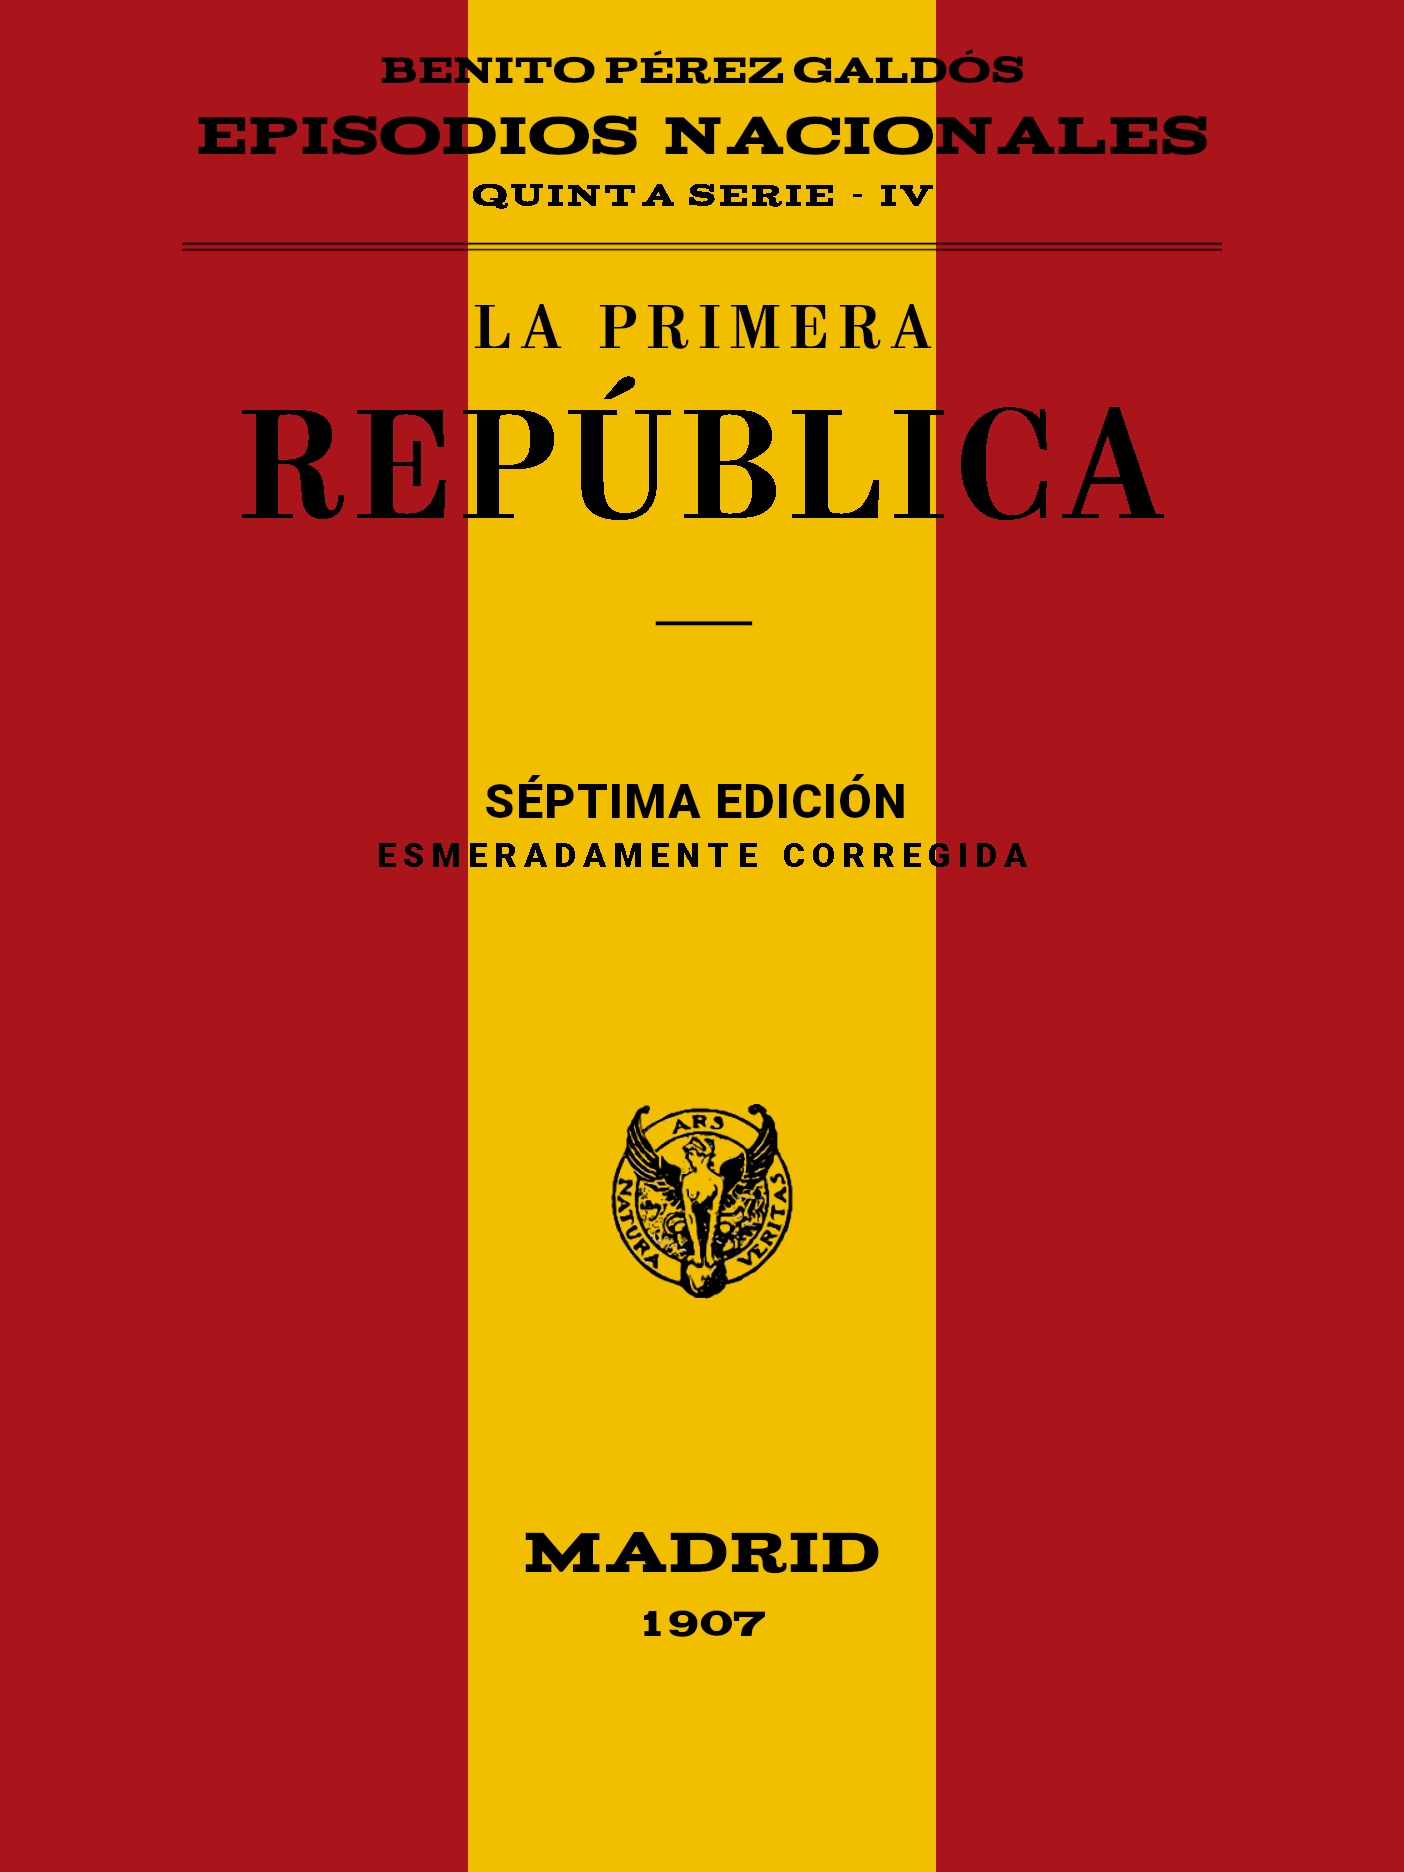 BENITO PÉREZ GALDÓS
EPISODIOS NACIONALES
QUINTA SERIE - IV
LA PRIMERA
REPÚBLICA
SÉPTIMA EDICIÓN
ESMERADAMENTE CORREGIDA
ARS
NATURA
VERITAS
MADRID
1907